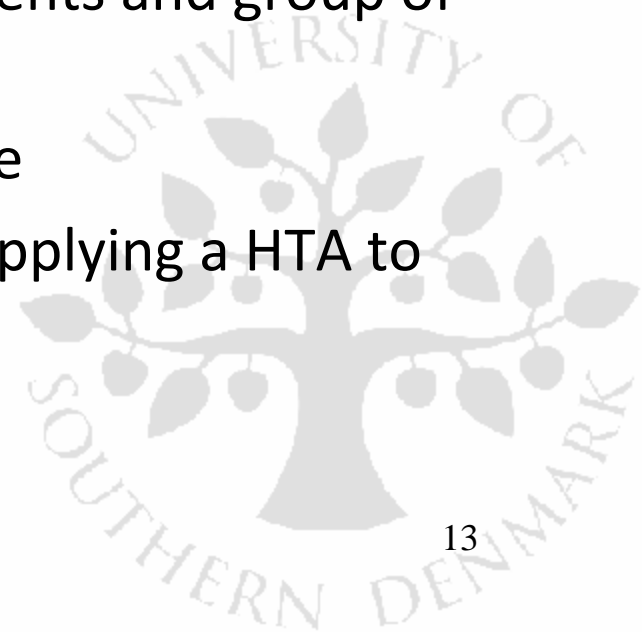 ents and group of
UNIVERSITY OF
e
pplying a HTA to
SOUTHERN DENMARK
13